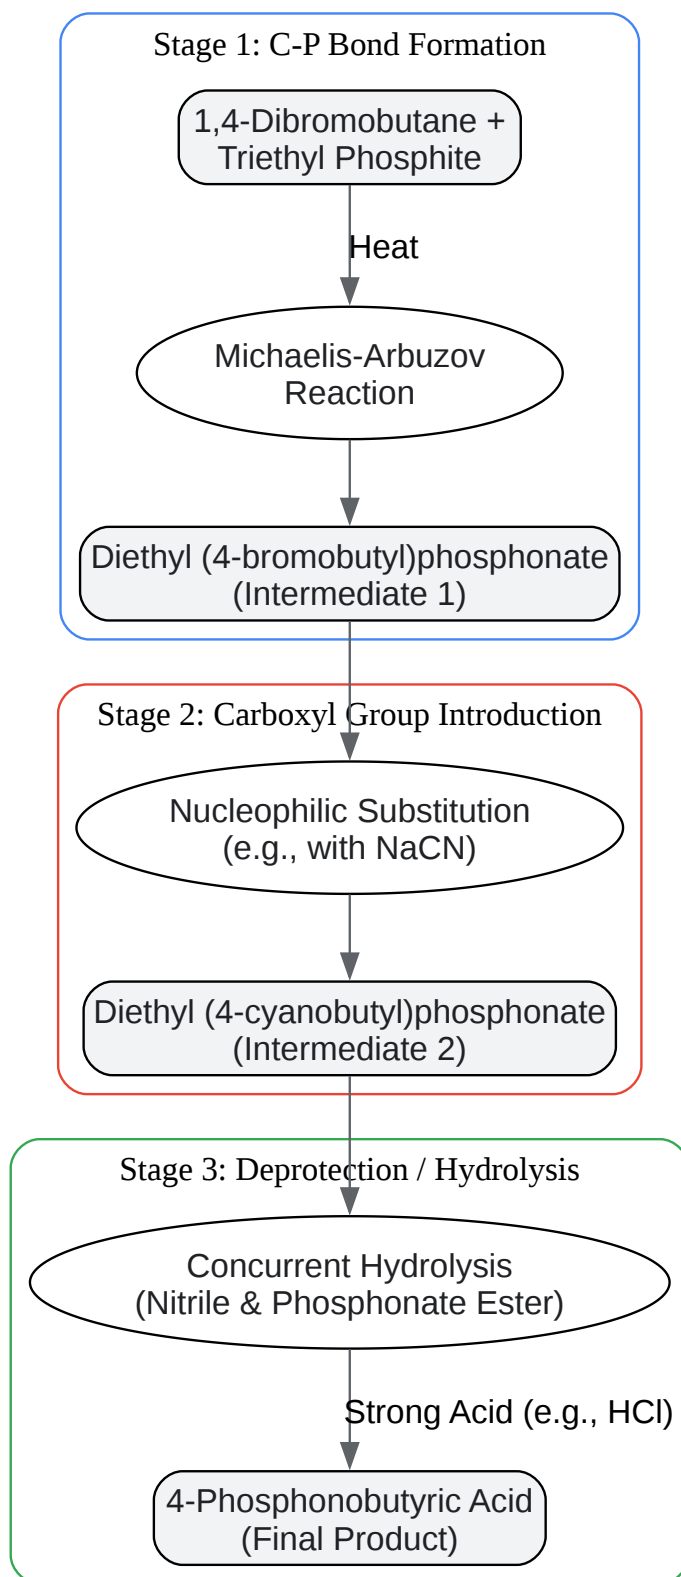 Stage 1: C-P Bond Formation
1,4-Dibromobutane +
Triethyl Phosphite
Heat
Michaelis-Arbuzov
Reaction
Diethyl (4-bromobutyl)phosphonate
(Intermediate 1)
Stage 2: Carboxyl Group Introduction
Nucleophilic Substitution
(e.g., with NaCN)
Diethyl (4-cyanobutyl)phosphonate
(Intermediate 2)
Stage 3: Deprotection / Hydrolysis
Concurrent Hydrolysis
(Nitrile & Phosphonate Ester)
Strong Acid (e.g., HCl)
4-Phosphonobutyric Acid
(Final Product)